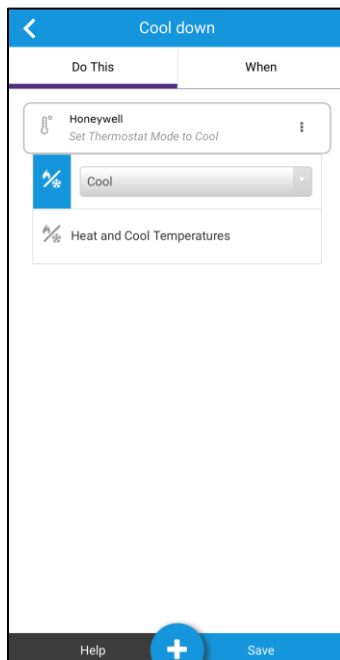 Cool down
Do This
When
Honeywell
Set Thermostat Mode to Cool
Cool
Heat and Cool Temperatures
Help
Save